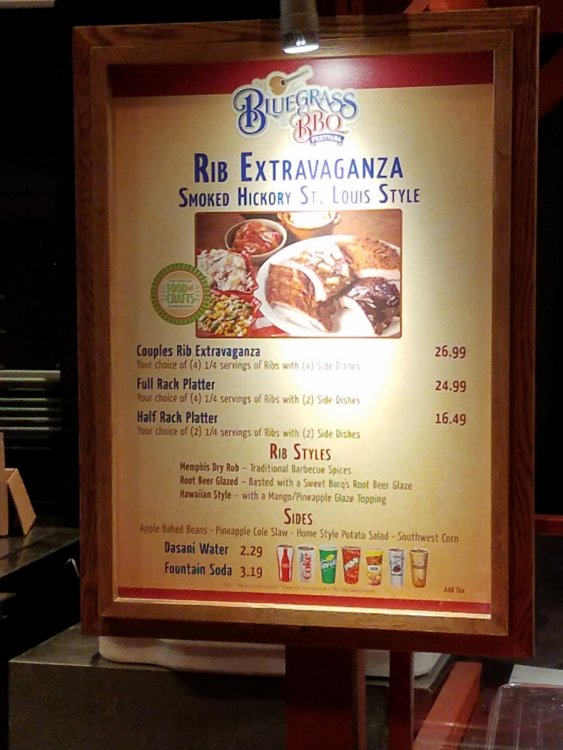 BLUEGRASS
BBQ
FESTIVAL
RIB EXTRAVAGANZA
SMOKED HICKORY ST. LOUIS STYLE
FOOD
CRAFTS
Couples Rib Extravaganza 26.99
Your choice of (4) 1/4 servings of Ribs with (4) Side Dishes
Full Rack Platter 24.99
Your choice of (4) 1/4 servings of Ribs with (2) Side Dishes
Half Rack Platter 16.49
Your choice of (2) 1/4 servings of Ribs with (2) Side Dishes
RIB STYLES
Memphis Dry Rub – Traditional Barbecue Spices
Root Beer Glazed – Basted with a Sweet Barq's Root Beer Glaze
Hawaiian Style – with a Mango/Pineapple Glaze Topping
SIDES
Apple Baked Beans - Pineapple Cole Slaw - Home Style Potato Salad - Southwest Corn
Dasani Water 2.29
Fountain Soda 3.19
Coke
Sprite
Add Tax